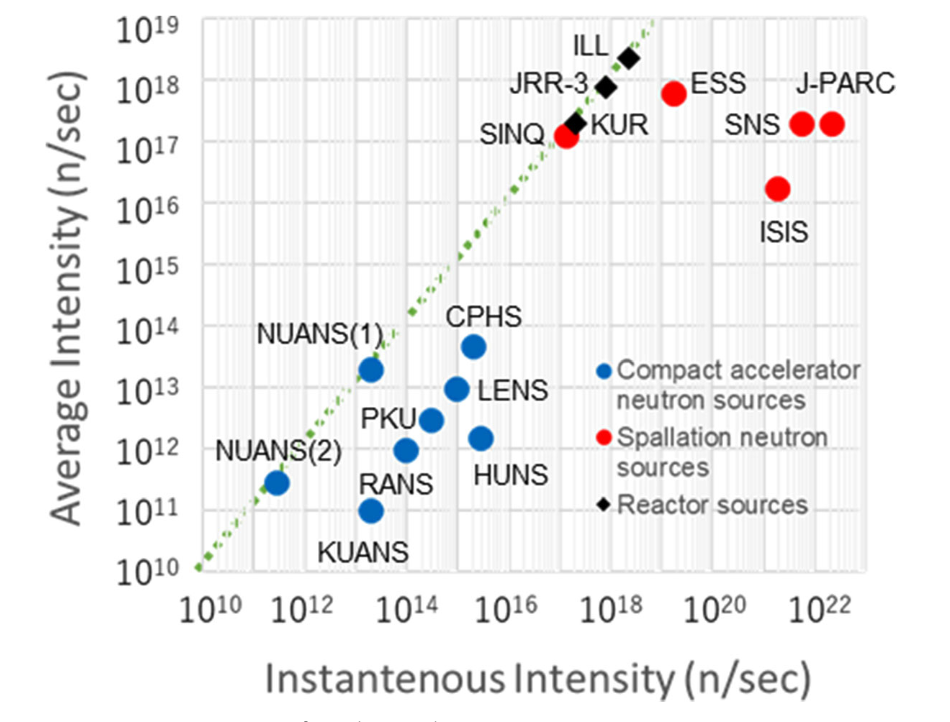 10¹⁹
10¹⁸
10¹⁷
10¹⁶
10¹⁵
10¹⁴
10¹³
10¹²
10¹¹
10¹⁰
Average Intensity (n/sec)
ILL
JRR-3
ESS
J-PARC
SINQ
KUR
SNS
ISIS
CPHS
NUANS(1)
LENS
PKU
NUANS(2)
HUNS
RANS
KUANS
Compact accelerator
neutron sources
Spallation neutron
sources
Reactor sources
10¹⁰ 10¹² 10¹⁴ 10¹⁶ 10¹⁸ 10²⁰ 10²²
Instantenous Intensity (n/sec)